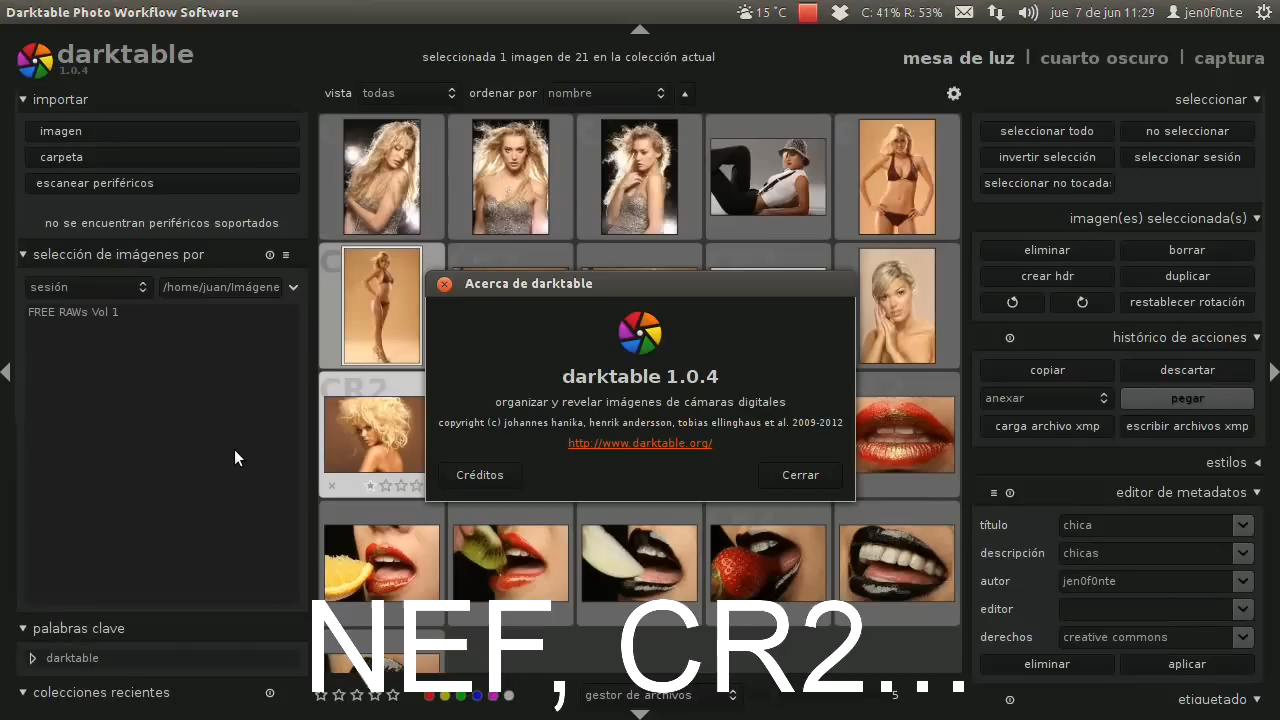 Darktable Photo Workflow Software
15 °C
C: 41% R: 53%
jue 7 de jun 11:29
jen0f0nte
darktable
1.0.4
seleccionada 1 imagen de 21 en la colección actual
mesa de luz | cuarto oscuro | captura
importar
imagen
carpeta
escanear periféricos
no se encuentran periféricos soportados
selección de imágenes por
sesión
/home/juan/Imágene
FREE RAWs Vol 1
palabras clave
darktable
colecciones recientes
vista todas
ordenar por nombre
CR2
Acerca de darktable
darktable 1.0.4
organizar y revelar imágenes de cámaras digitales
copyright (c) johannes hanika, henrik andersson, tobias ellinghaus et al. 2009-2012
http://www.darktable.org/
Créditos
Cerrar
NEF, CR2...
gestor de archivos
5
seleccionar
seleccionar todo
no seleccionar
invertir selección
seleccionar sesión
seleccionar no tocadas
imagen(es) seleccionada(s)
eliminar
borrar
crear hdr
duplicar
restablecer rotación
histórico de acciones
copiar
descartar
anexar
pegar
carga archivo xmp
escribir archivos xmp
estilos
editor de metadatos
título
chica
descripción
chicas
autor
jen0f0nte
editor
derechos
creative commons
eliminar
aplicar
etiquetado